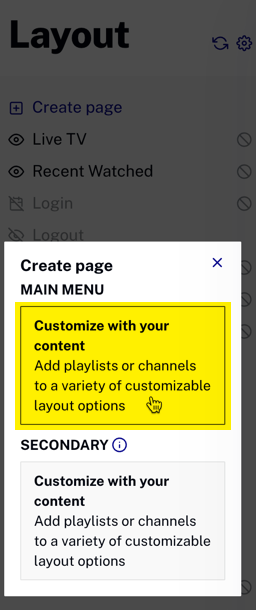 Layout
Create page
Live TV
Recent Watched
Login
Logout
Create page
MAIN MENU
Customize with your
content
Add playlists or channels
to a variety of customizable
layout options
SECONDARY
Customize with your
content
Add playlists or channels
to a variety of customizable
layout options